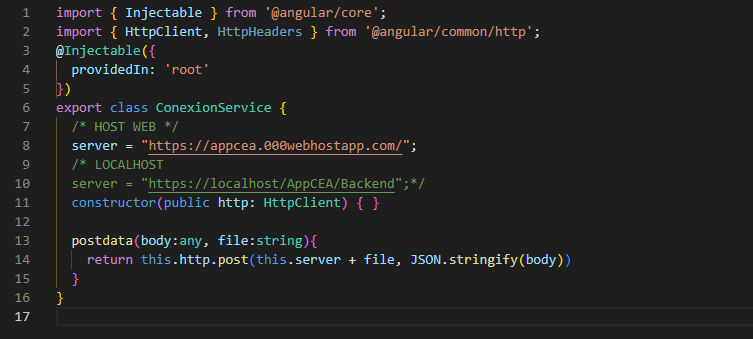 1 import { Injectable } from '@angular/core';
2 import { HttpClient, HttpHeaders } from '@angular/common/http';
3 @Injectable({
4   providedIn: 'root'
5 })
6 export class ConexionService {
7   /* HOST WEB */
8   server = "https://appcea.000webhostapp.com/";
9   /* LOCALHOST
10   server = "https://localhost/AppCEA/Backend";*/
11   constructor(public http: HttpClient) { }
12
13   postdata(body:any, file:string){
14     return this.http.post(this.server + file, JSON.stringify(body))
15   }
16 }
17